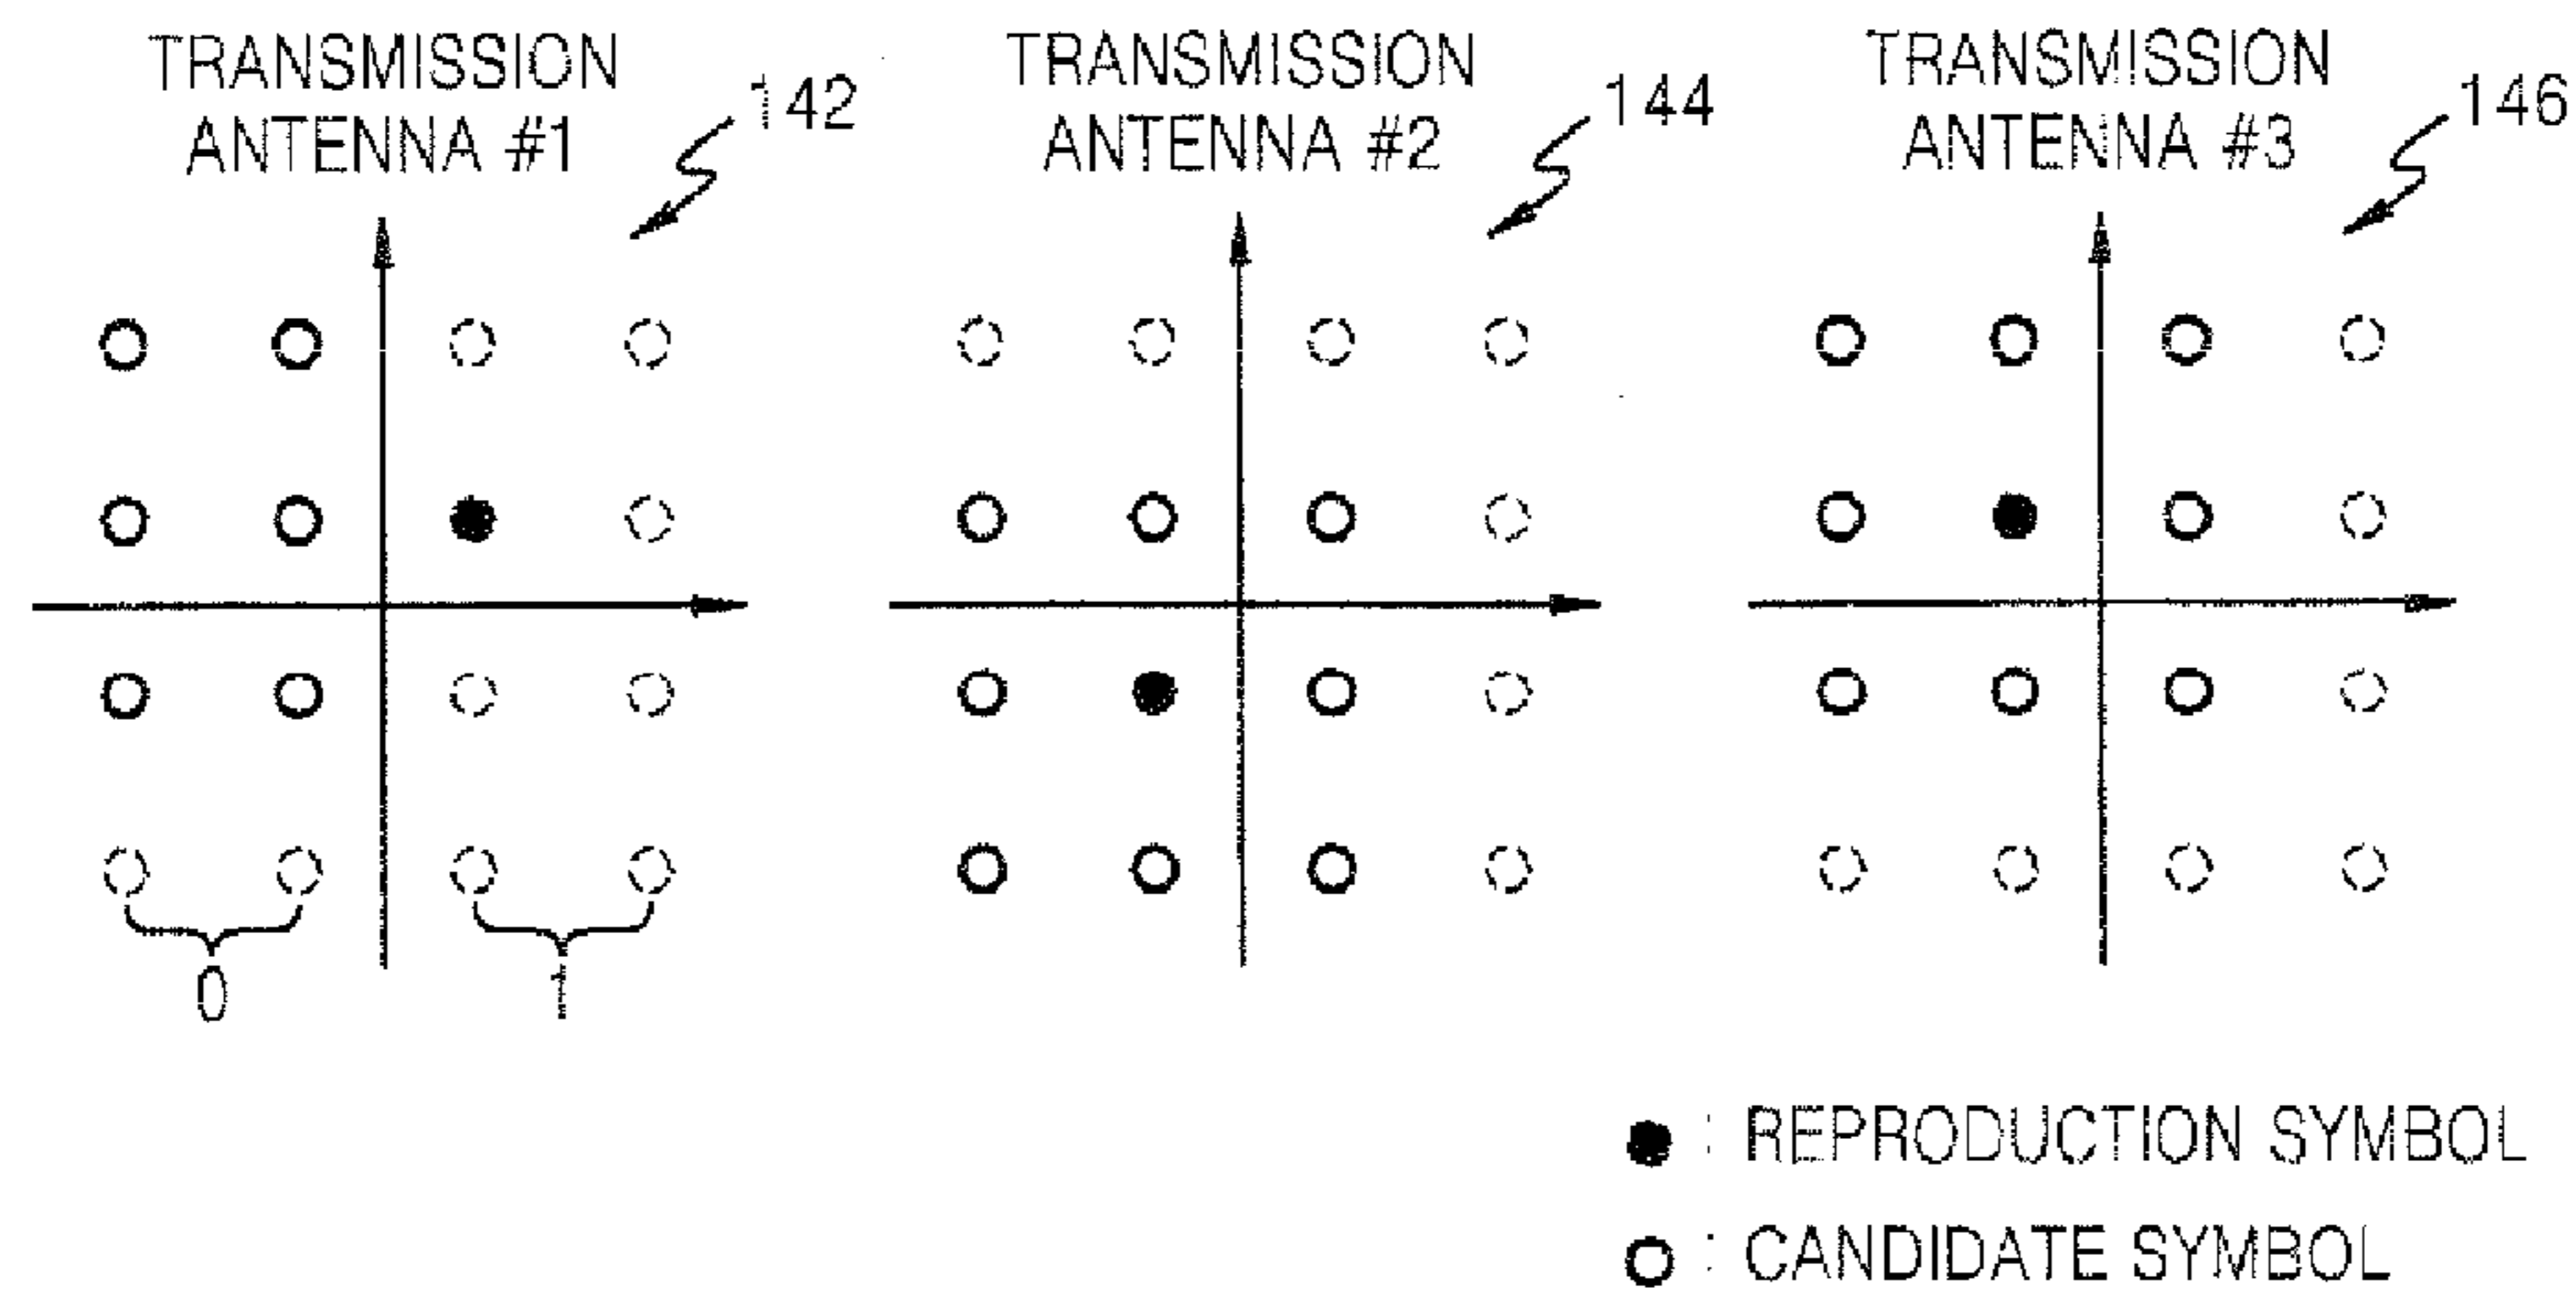 TRANSMISSION
ANTENNA #1
142
TRANSMISSION
ANTENNA #2
144
TRANSMISSION
ANTENNA #3
146
0
1
: REPRODUCTION SYMBOL
: CANDIDATE SYMBOL